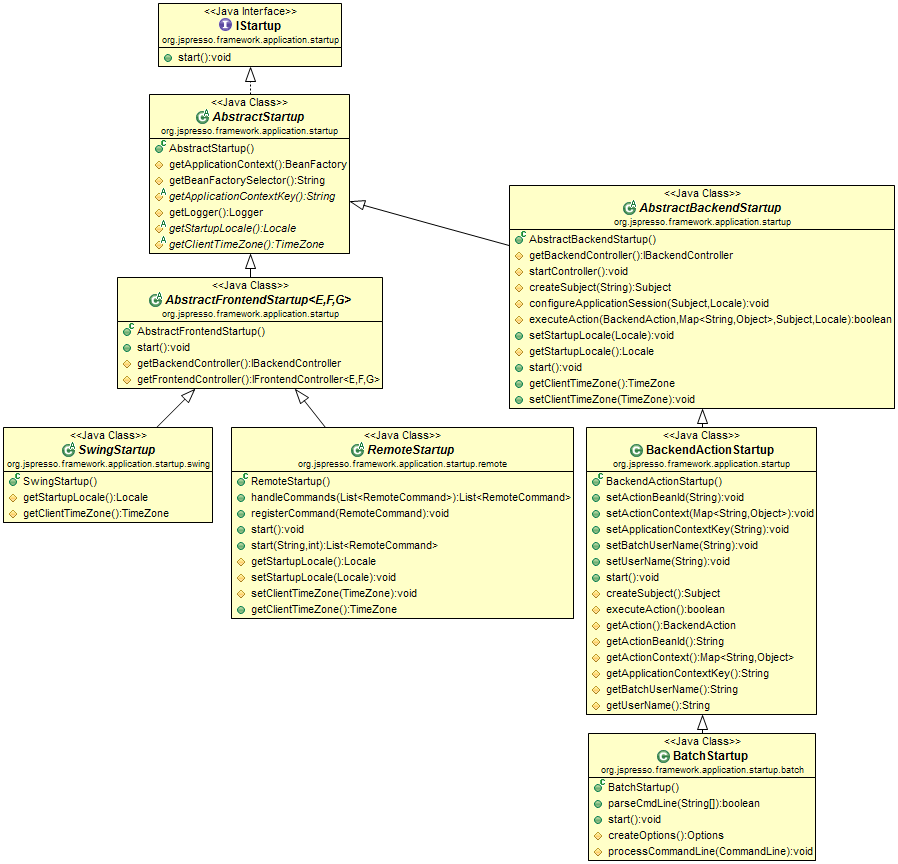 <<Java Interface>>
IStartup
org.jspresso.framework.application.startup
start():void
<<Java Class>>
AbstractStartup
org.jspresso.framework.application.startup
AbstractStartup()
getApplicationContext():BeanFactory
getBeanFactorySelector():String
getApplicationContextKey():String
getLogger():Logger
getStartupLocale():Locale
getClientTimeZone():TimeZone
<<Java Class>>
AbstractBackendStartup
org.jspresso.framework.application.startup
AbstractBackendStartup()
getBackendController():IBackendController
startController():void
createSubject(String):Subject
configureApplicationSession(Subject,Locale):void
executeAction(BackendAction,Map<String,Object>,Subject,Locale):boolean
setStartupLocale(Locale):void
getStartupLocale():Locale
start():void
getClientTimeZone():TimeZone
setClientTimeZone(TimeZone):void
<<Java Class>>
AbstractFrontendStartup<E,F,G>
org.jspresso.framework.application.startup
AbstractFrontendStartup()
start():void
getBackendController():IBackendController
getFrontendController():IFrontendController<E,F,G>
<<Java Class>>
SwingStartup
org.jspresso.framework.application.startup.swing
SwingStartup()
getStartupLocale():Locale
getClientTimeZone():TimeZone
<<Java Class>>
RemoteStartup
org.jspresso.framework.application.startup.remote
RemoteStartup()
handleCommands(List<RemoteCommand>):List<RemoteCommand>
registerCommand(RemoteCommand):void
start():void
start(String,int):List<RemoteCommand>
getStartupLocale():Locale
setStartupLocale(Locale):void
setClientTimeZone(TimeZone):void
getClientTimeZone():TimeZone
<<Java Class>>
BackendActionStartup
org.jspresso.framework.application.startup
BackendActionStartup()
setActionBeanId(String):void
setActionContext(Map<String,Object>):void
setApplicationContextKey(String):void
setBatchUserName(String):void
setUserName(String):void
start():void
createSubject():Subject
executeAction():boolean
getAction():BackendAction
getActionBeanId():String
getActionContext():Map<String,Object>
getApplicationContextKey():String
getBatchUserName():String
getUserName():String
<<Java Class>>
BatchStartup
org.jspresso.framework.application.startup.batch
BatchStartup()
parseCmdLine(String[]):boolean
start():void
createOptions():Options
processCommandLine(CommandLine):void